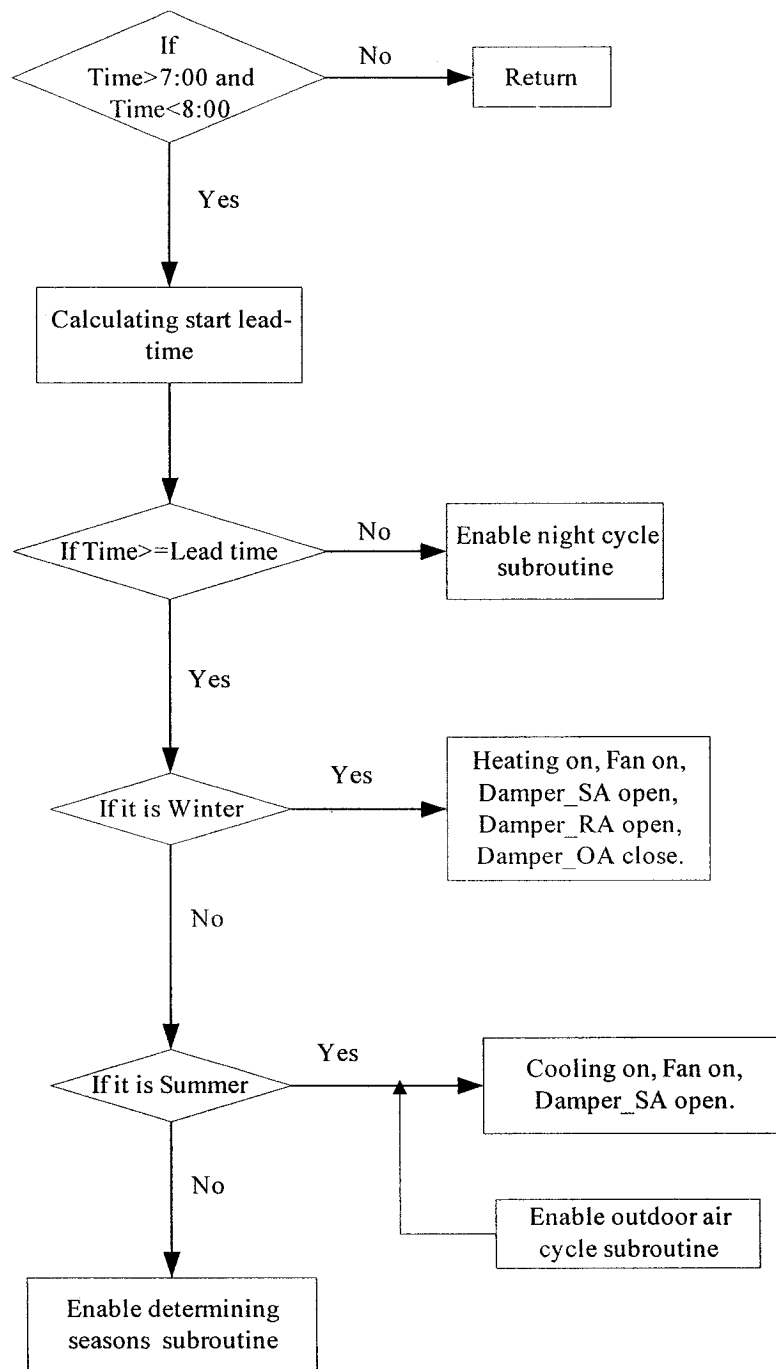 If
Time>7:00 and
Time<8:00
No
Return
Yes
Calculating start lead-
time
If Time>=Lead time
No
Enable night cycle
subroutine
Yes
If it is Winter
Yes
Heating on, Fan on,
Damper_SA open,
Damper_RA open,
Damper_OA close.
No
If it is Summer
Yes
Cooling on, Fan on,
Damper_SA open.
No
Enable outdoor air
cycle subroutine
Enable determining
seasons subroutine